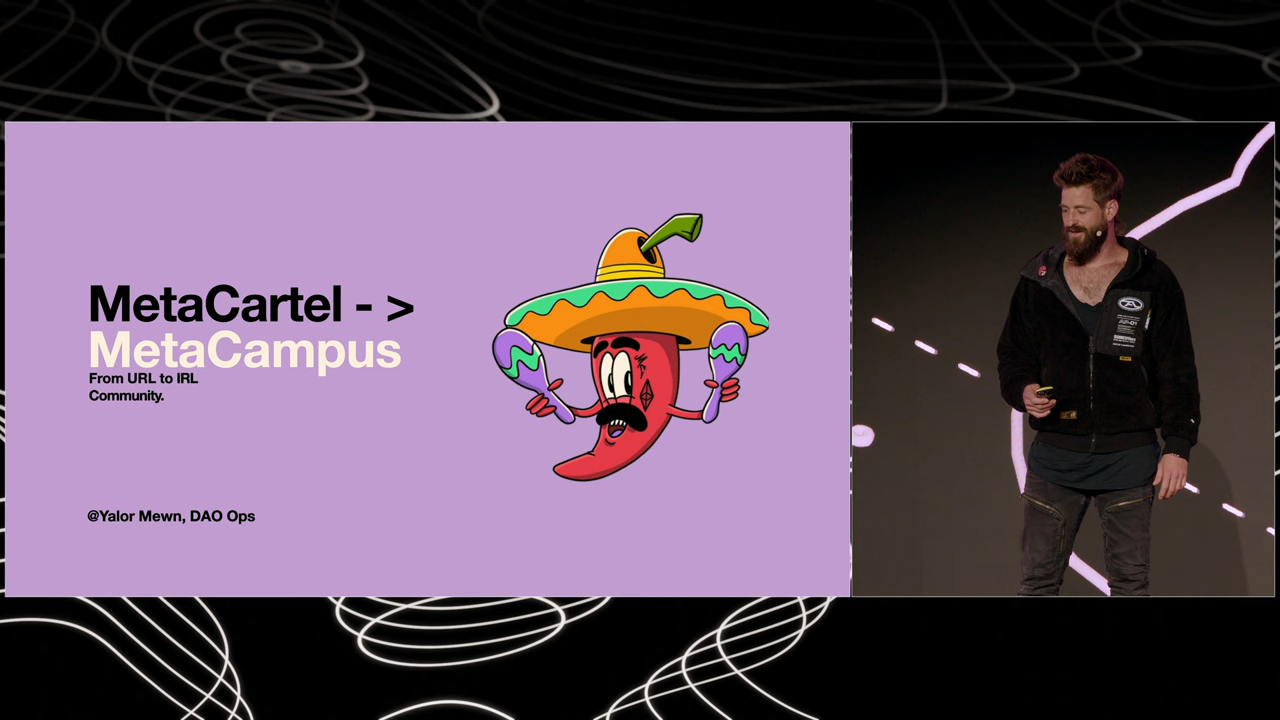 MetaCartel - >
MetaCampus
From URL to IRL
Community.
@Yalor Mewn, DAO Ops